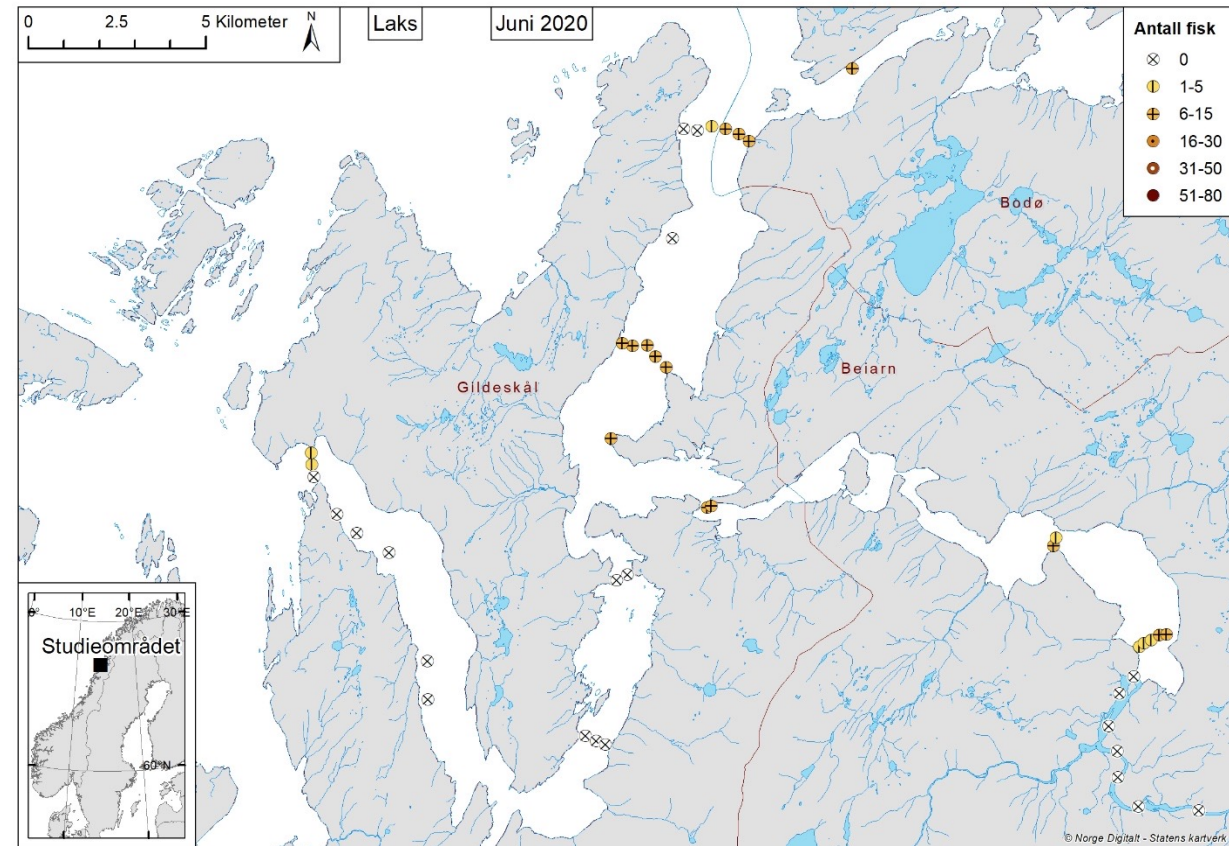 0 2.5 5 Kilometer
N
Laks
Juni 2020
Antall fisk
0
1-5
6-15
16-30
31-50
51-80
Bodø
Beiarn
Gildeskål
0° 10°E 20°E 30°E
Studieområdet
60°N
© Norge Digitalt - Statens kartverk